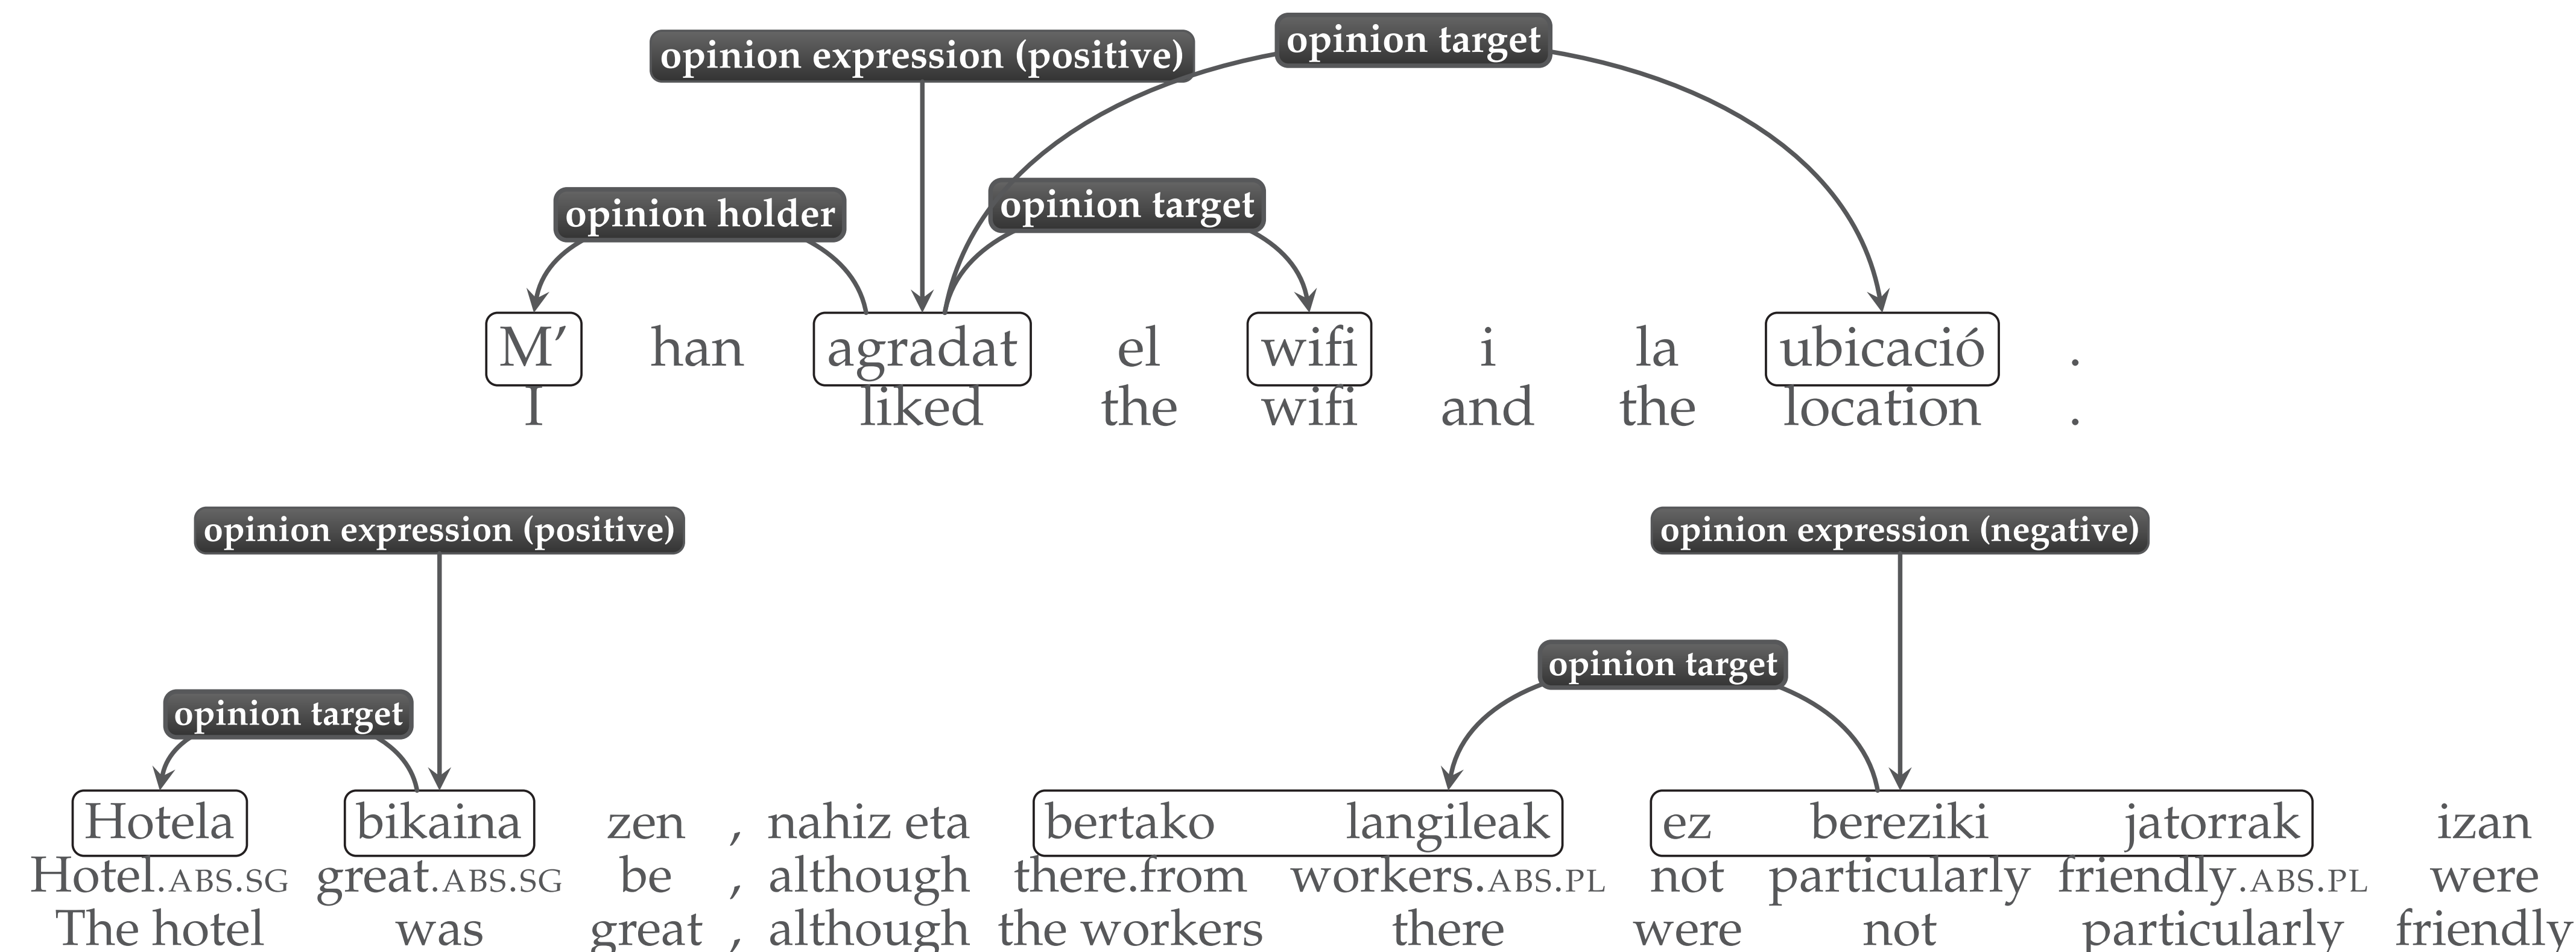 opinion target
opinion expression (positive)
opinion holder opinion target
M′ han agradat el wifi i la ubicació .
I liked the wifi and the location .
opinion expression (positive) opinion expression (negative)
opinion target
opinion target
Hotela bikaina zen , nahiz eta bertako langileak ez bereziki jatorrak izan
Hotel.ABS.SG great.ABS.SG be , although there.from workers.ABS.PL not particularly friendly.ABS.PL were
The hotel was great , although the workers there were not particularly friendly